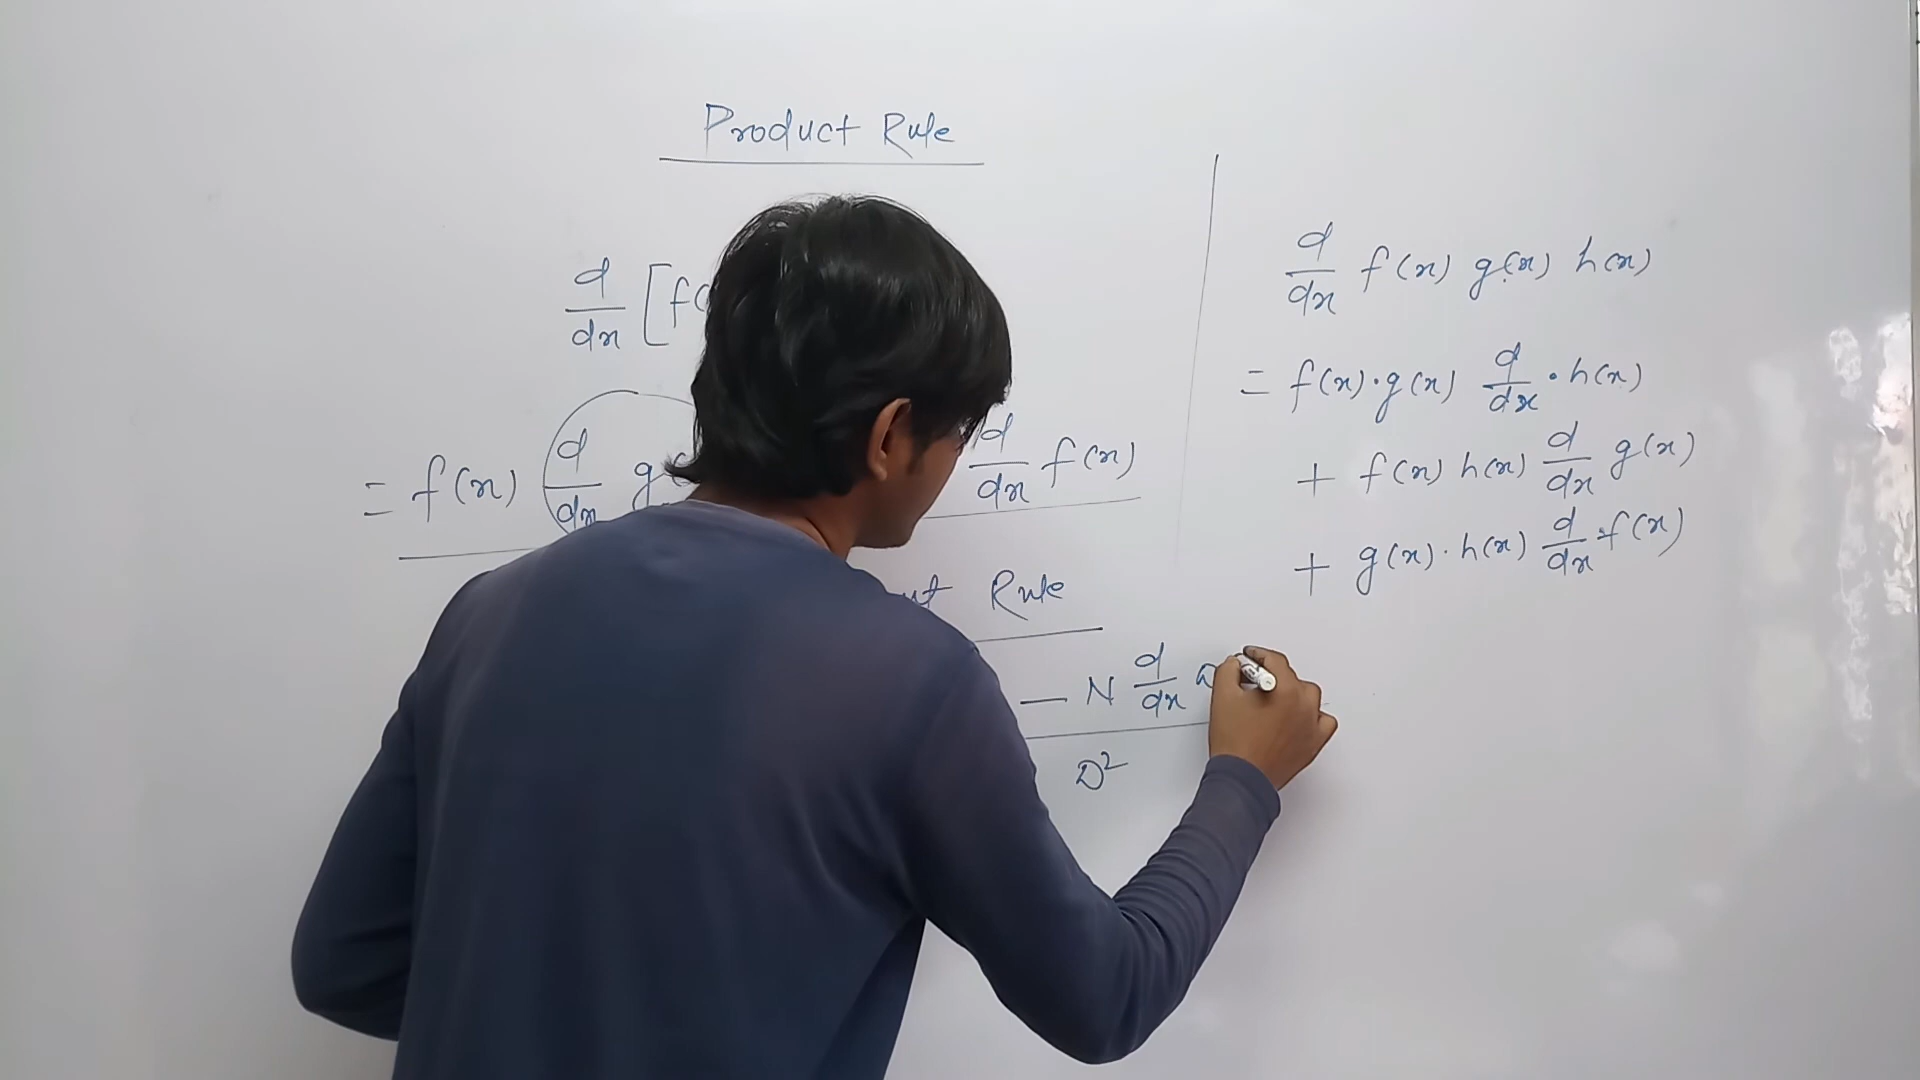 Product Rule
d/dx [f(
= f(x) d/dx g( d/dx f(x)
Rule
— N d/dx
D²
d/dx f(x) g(x) h(x)
= f(x)·g(x) d/dx · h(x)
+ f(x) h(x) d/dx g(x)
+ g(x)·h(x) d/dx f(x)